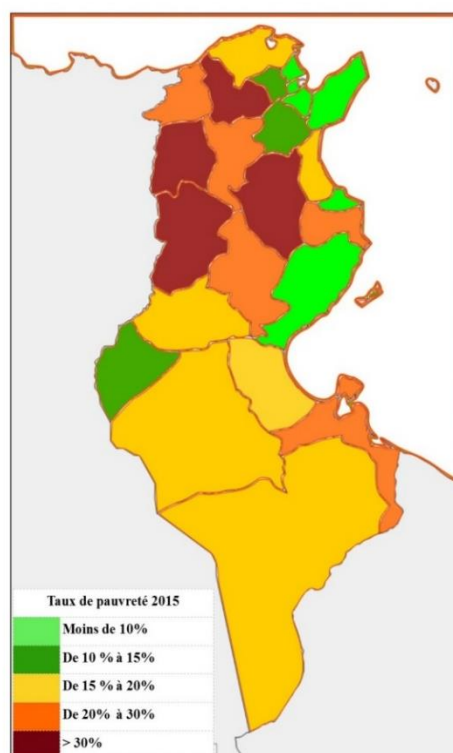 Taux de pauvreté 2015
Moins de 10%
De 10 % à 15%
De 15 % à 20%
De 20% à 30%
> 30%